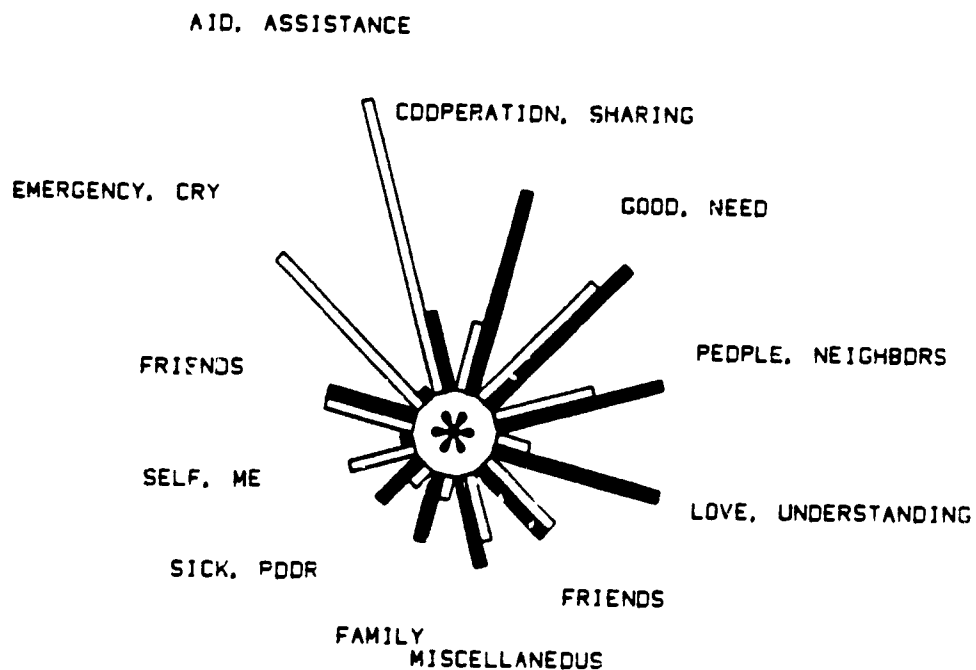 AID, ASSISTANCE
COOPERATION, SHARING
EMERGENCY, CRY
GOOD, NEED
PEOPLE, NEIGHBORS
FRIENDS
SELF, ME
LOVE, UNDERSTANDING
SICK, POOR
FRIENDS
FAMILY
MISCELLANEOUS